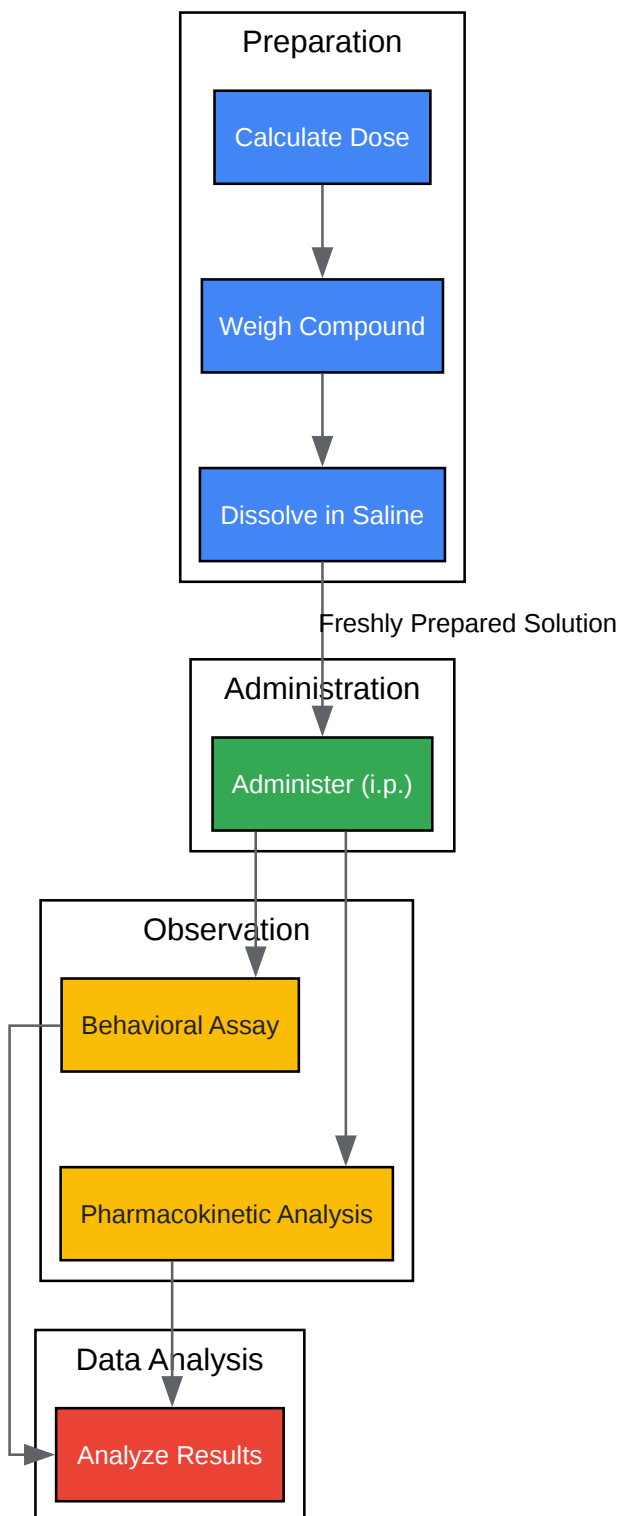 Preparation
Calculate Dose
Weigh Compound
Dissolve in Saline
Freshly Prepared Solution
Administration
Administer (i.p.)
Observation
Behavioral Assay
Pharmacokinetic Analysis
Data Analysis
Analyze Results